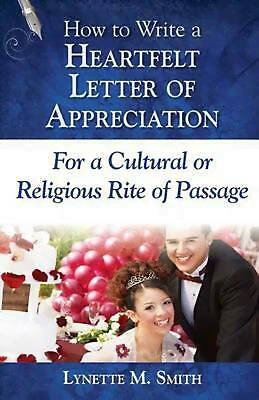 How to Write a
Heartfelt
Letter of
Appreciation
For a Cultural or
Religious Rite of Passage
Lynette M. Smith